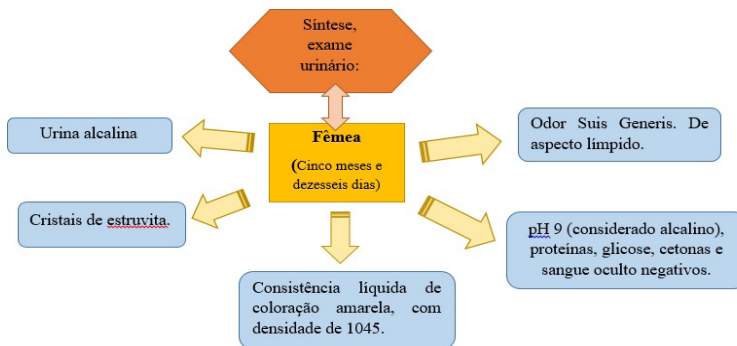 Síntese,
exame
urinário:
Fêmea
(Cinco meses e
dezesseis dias)
Urina alcalina
Odor Suis Generis. De
aspecto límpido.
Cristais de estruvita.
pH 9 (considerado alcalino),
proteínas, glicose, cetonas e
sangue oculto negativos.
Consistência líquida de
coloração amarela, com
densidade de 1045.